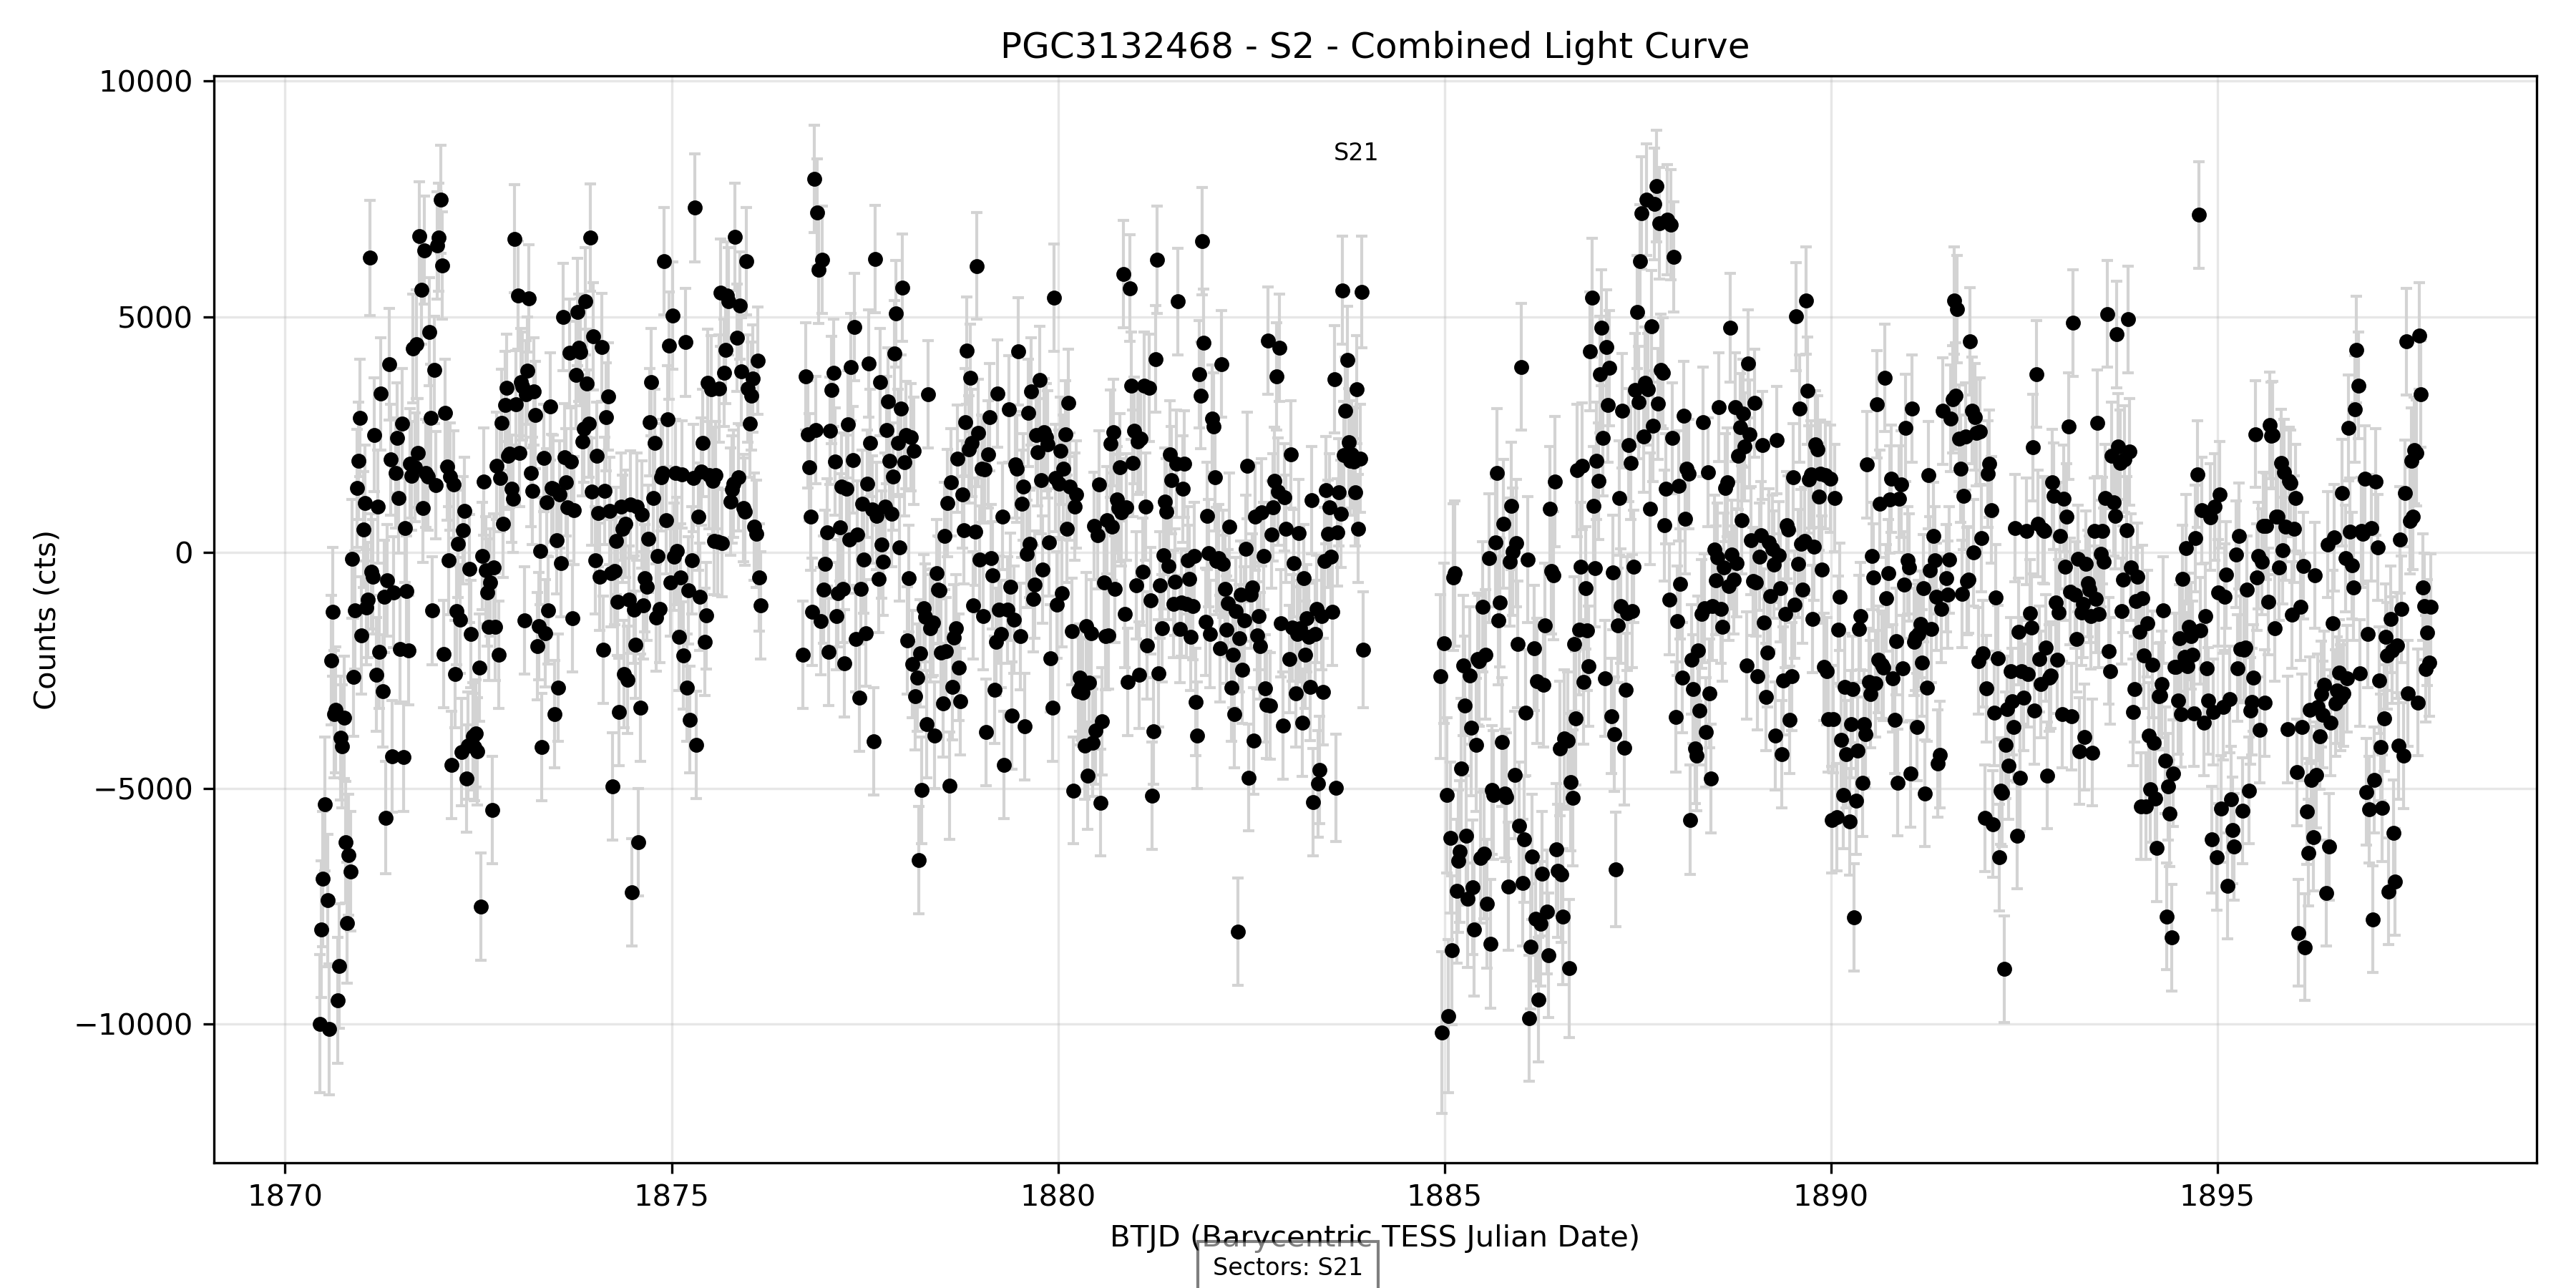 PGC3132468 - S2 - Combined Light Curve
10000
5000
0
−5000
−10000
Counts (cts)
S21
1870 1875 1880 1885 1890 1895
BTJD (Barycentric TESS Julian Date)
Sectors: S21